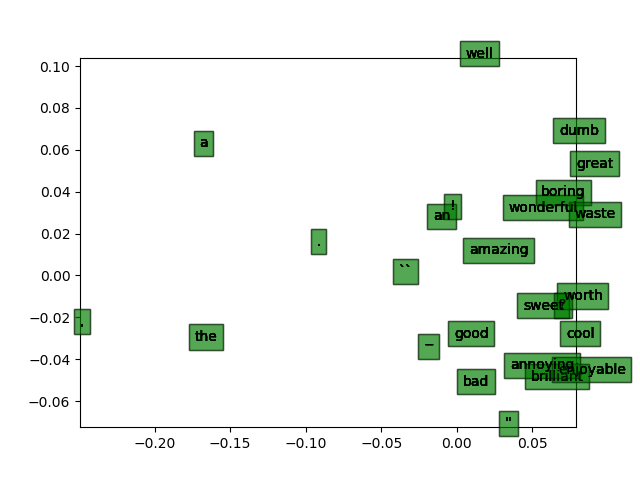 well
0.10
0.08
dumb
a
0.06
great
boring
0.04
wonderful
!
an
waste
0.02
.
amazing
``
0.00
worth
sweet
−0.02
,
the
good
cool
−
−0.04
annoying
enjoyable
brilliant
bad
−0.06
"
−0.20 −0.15 −0.10 −0.05 0.00 0.05